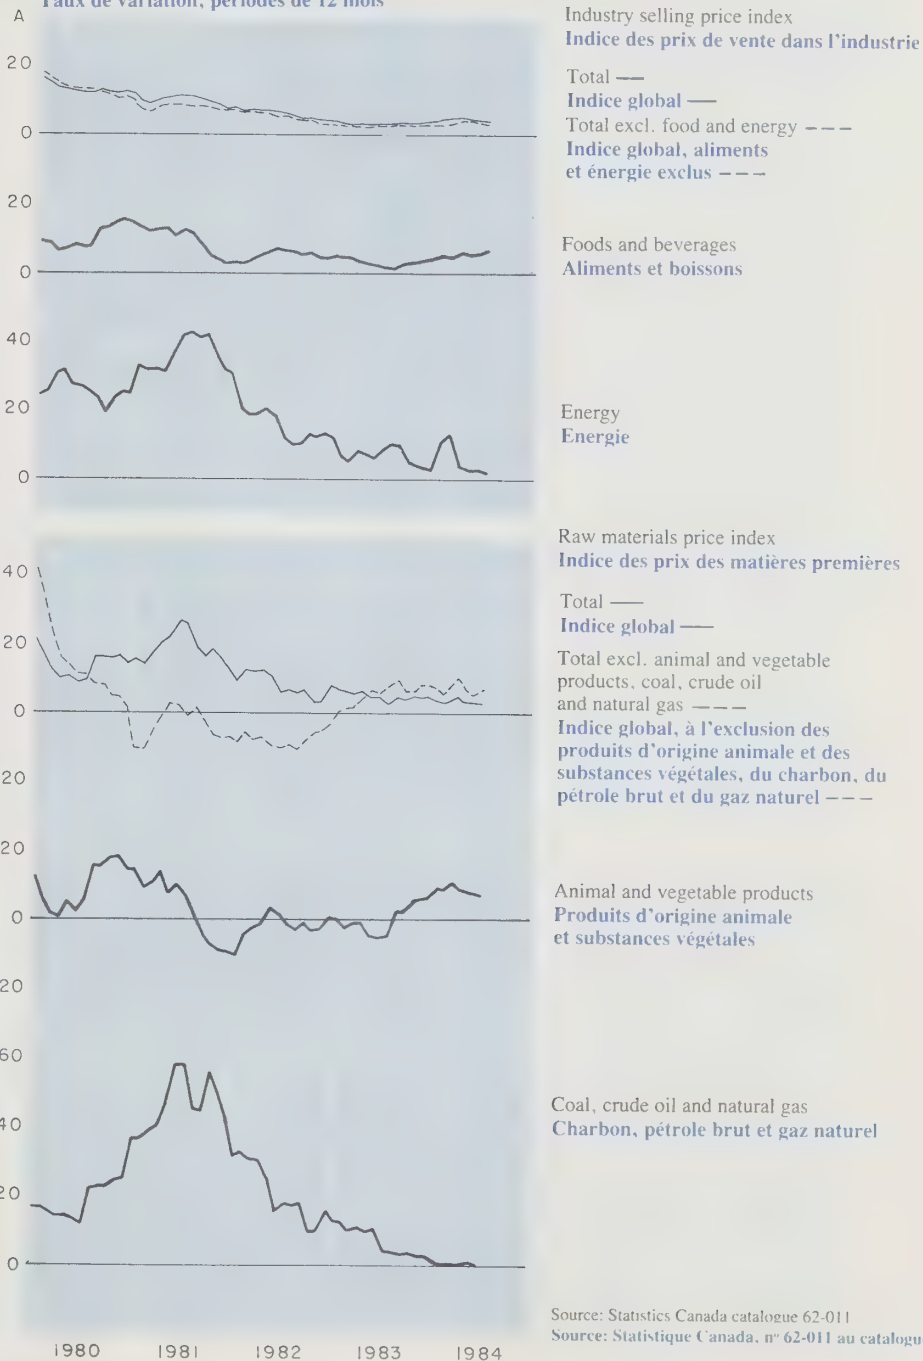 Taux de variation, périodes de 12 mois
A
20
0
Industry selling price index
Indice des prix de vente dans l'industrie
Total ——
Indice global ——
Total excl. food and energy – – –
Indice global, aliments
et énergie exclus – – –
20
0
Foods and beverages
Aliments et boissons
40
20
0
Energy
Energie
40
20
0
20
Raw materials price index
Indice des prix des matières premières
Total ——
Indice global ——
Total excl. animal and vegetable
products, coal, crude oil
and natural gas – – –
Indice global, à l'exclusion des
produits d'origine animale et des
substances végétales, du charbon, du
pétrole brut et du gaz naturel – – –
20
0
20
Animal and vegetable products
Produits d'origine animale
et substances végétales
60
40
20
0
Coal, crude oil and natural gas
Charbon, pétrole brut et gaz naturel
Source: Statistics Canada catalogue 62-011
Source: Statistique Canada, nº 62-011 au catalogu
1980 1981 1982 1983 1984